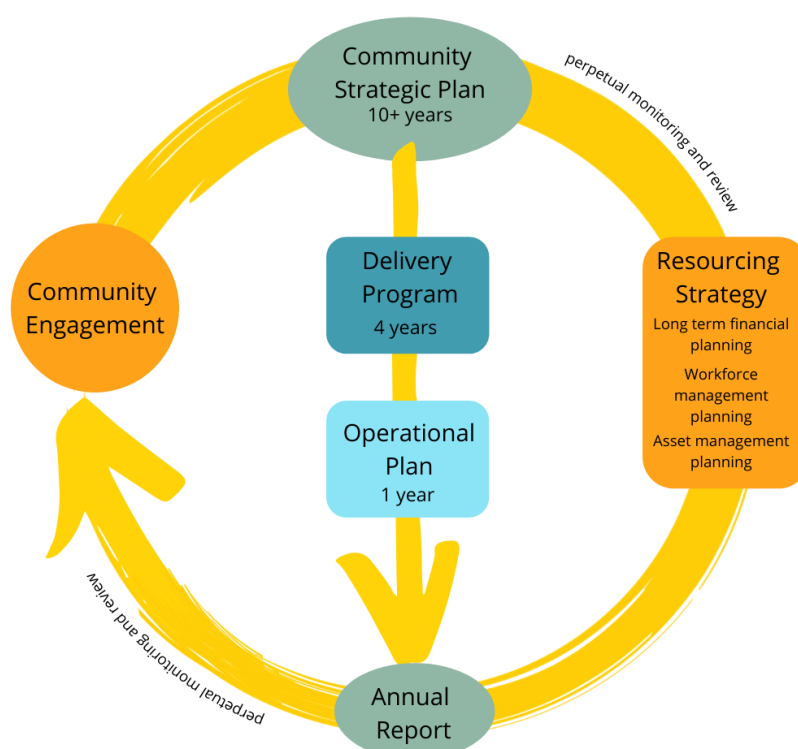 Community
Strategic Plan
10+ years
perpetual monitoring and review
Delivery
Program
4 years
Resourcing
Strategy
Long term financial
planning
Workforce
management
planning
Asset management
planning
Community
Engagement
Operational
Plan
1 year
perpetual monitoring and review
Annual
Report